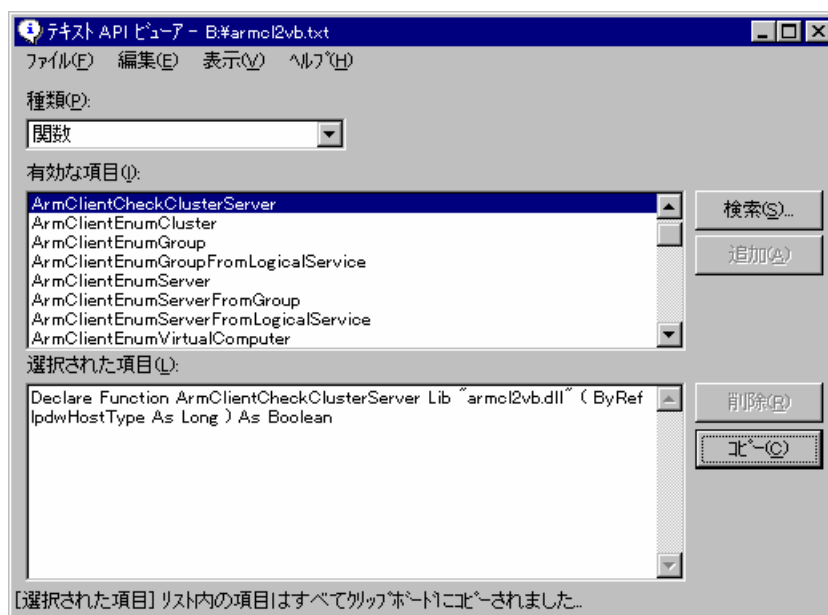 テキスト API ビューア - B:¥armcl2vb.txt
ファイル(F) 編集(E) 表示(V) ヘルプ(H)
種類(P):
関数
有効な項目(I):
ArmClientCheckClusterServer
ArmClientEnumCluster
ArmClientEnumGroup
ArmClientEnumGroupFromLogicalService
ArmClientEnumServer
ArmClientEnumServerFromGroup
ArmClientEnumServerFromLogicalService
ArmClientEnumVirtualComputer
検索(S)...
追加(A)
選択された項目(L):
Declare Function ArmClientCheckClusterServer Lib "armcl2vb.dll" ( ByRef
lpdwHostType As Long ) As Boolean
削除(R)
コピー(C)
[選択された項目] リスト内の項目はすべてクリップボードにコピーされました...